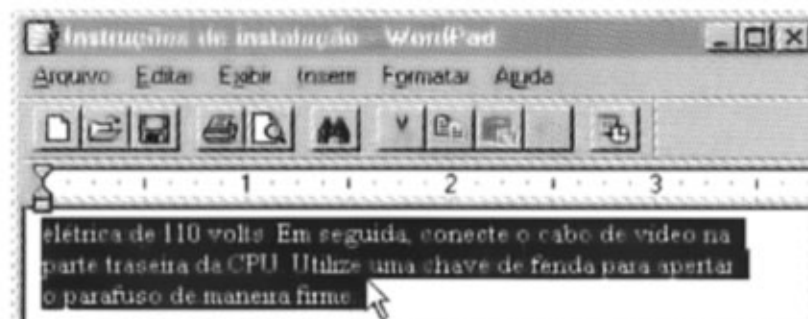 Instruções de instalação - WordPad
Arquivo Editar Exibir Inserir Formatar Ajuda
1 2 3
elétrica de 110 volts. Em seguida, conecte o cabo de vídeo na
parte traseira da CPU. Utilize uma chave de fenda para apertar
o parafuso de maneira firme.